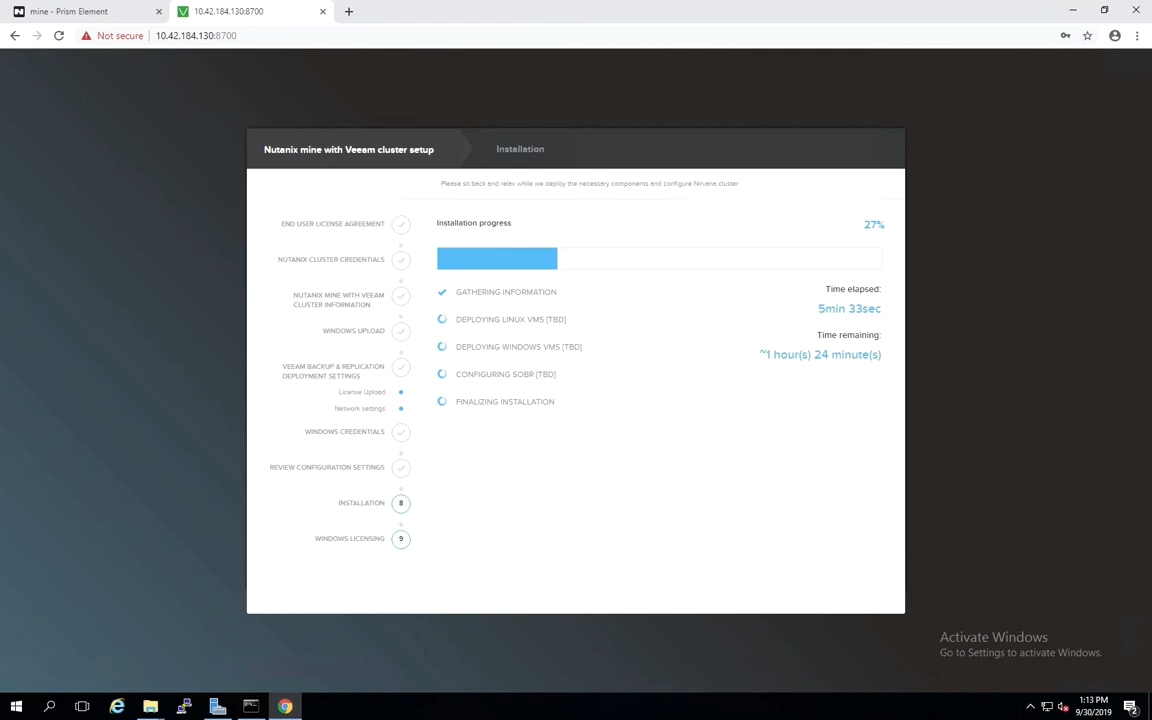 mine - Prism Element
10.42.184.130:8700
Not secure
10.42.184.130:8700
Nutanix mine with Veeam cluster setup
Installation
Please sit back and relax while we deploy the necessary components and configure Nirvana cluster
END USER LICENSE AGREEMENT
NUTANIX CLUSTER CREDENTIALS
NUTANIX MINE WITH VEEAM
CLUSTER INFORMATION
WINDOWS UPLOAD
VEEAM BACKUP & REPLICATION
DEPLOYMENT SETTINGS
License Upload
Network settings
WINDOWS CREDENTIALS
REVIEW CONFIGURATION SETTINGS
INSTALLATION
8
WINDOWS LICENSING
9
Installation progress
27%
GATHERING INFORMATION
DEPLOYING LINUX VMS [TBD]
DEPLOYING WINDOWS VMS [TBD]
CONFIGURING SOBR [TBD]
FINALIZING INSTALLATION
Time elapsed:
5min 33sec
Time remaining:
~1 hour(s) 24 minute(s)
Activate Windows
Go to Settings to activate Windows.
1:13 PM
9/30/2019
2